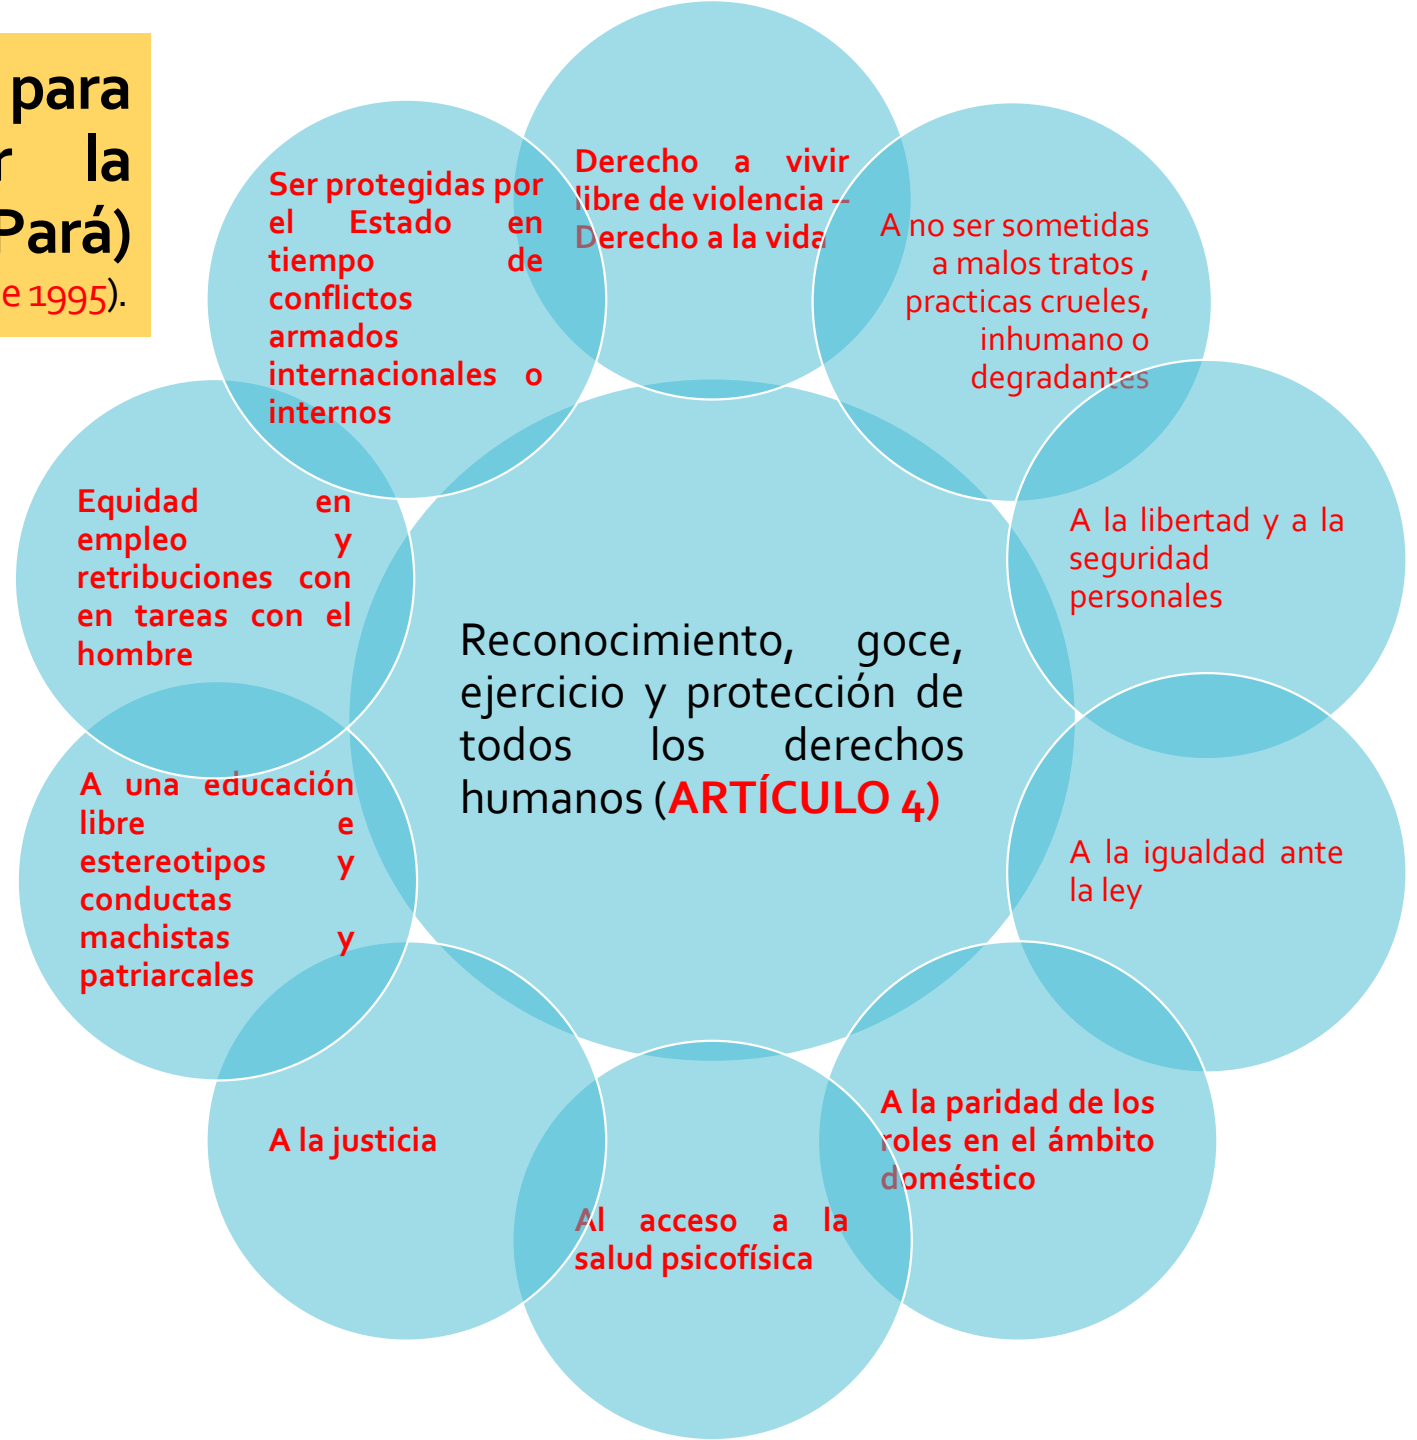 para
r la
Pará)
e 1995).
Derecho a vivir
libre de violencia –
Derecho a la vida
A no ser sometidas
a malos tratos ,
practicas crueles,
inhumano o
degradantes
A la libertad y a la
seguridad
personales
A la igualdad ante
la ley
A la paridad de los
roles en el ámbito
doméstico
Al acceso a la
salud psicofísica
A la justicia
A una educación
libre e
estereotipos y
conductas
machistas y
patriarcales
Equidad en
empleo y
retribuciones con
en tareas con el
hombre
Ser protegidas por
el Estado en
tiempo de
conflictos
armados
internacionales o
internos
Reconocimiento, goce,
ejercicio y protección de
todos los derechos
humanos (ARTÍCULO 4)